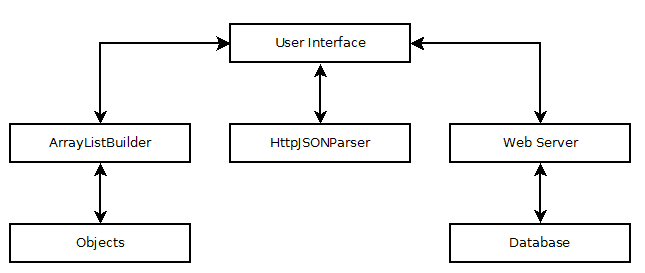 User Interface
ArrayListBuilder
HttpJSONParser
Web Server
Objects
Database